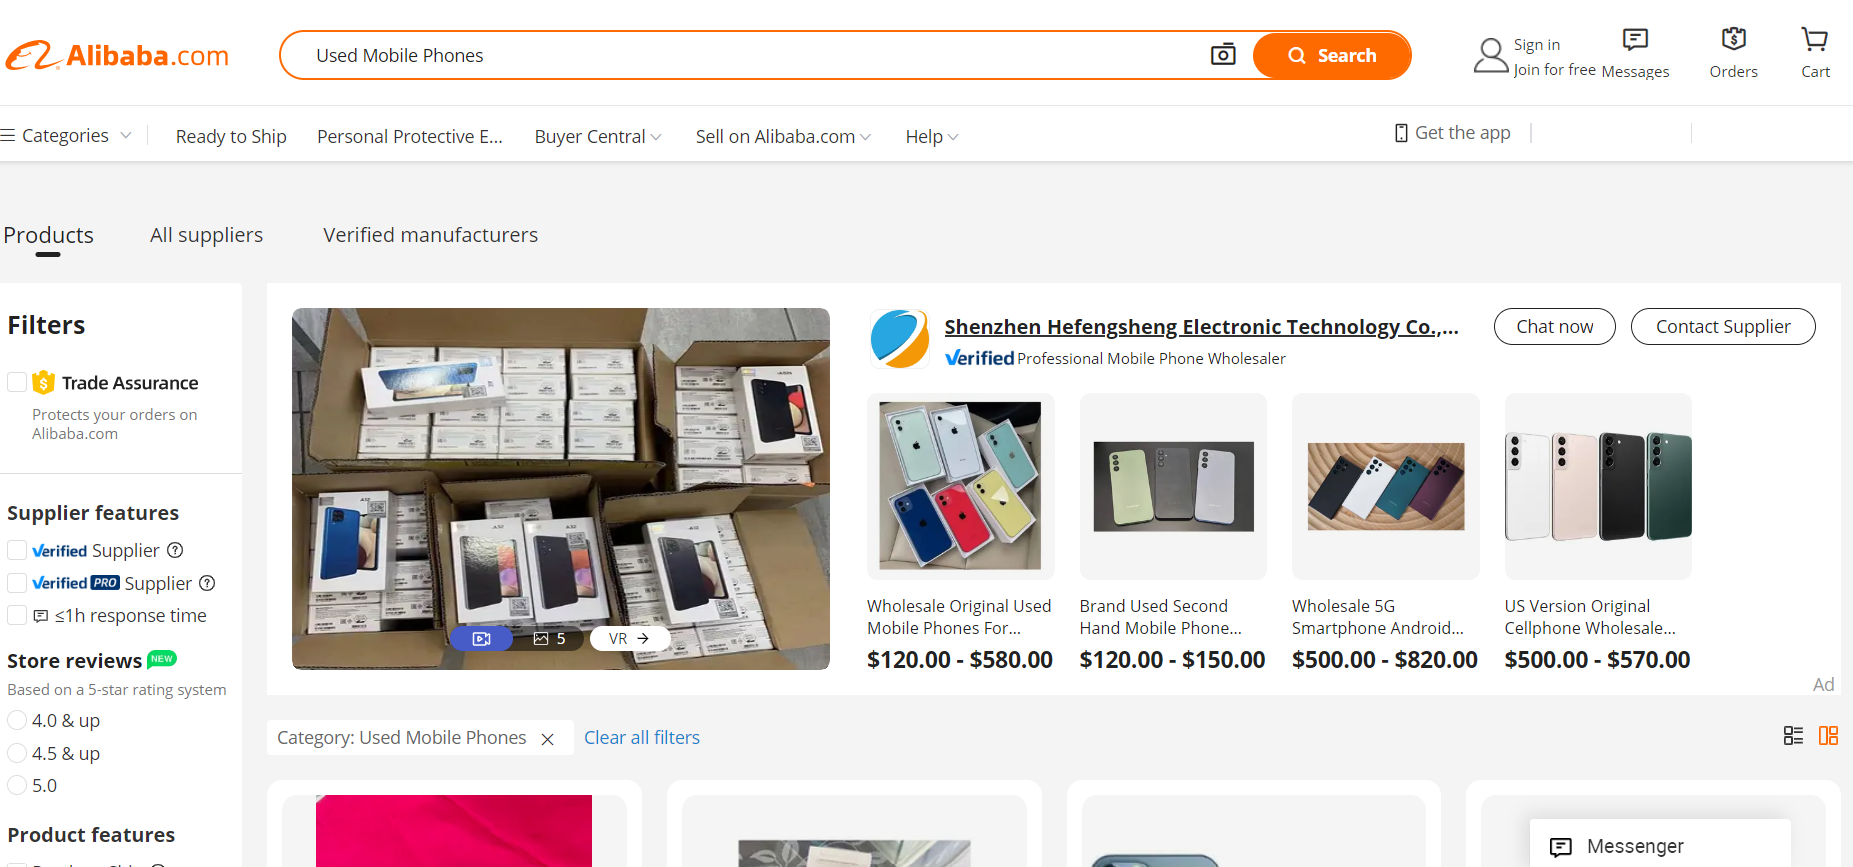 Alibaba.com
Used Mobile Phones
Search
Sign in
Join for free
Messages
Orders
Cart
Categories
Ready to Ship
Personal Protective E...
Buyer Central
Sell on Alibaba.com
Help
Get the app
Products
All suppliers
Verified manufacturers
Filters
Trade Assurance
Protects your orders on
Alibaba.com
Supplier features
Verified Supplier
Verified PRO Supplier
≤1h response time
Store reviews NEW
Based on a 5-star rating system
4.0 & up
4.5 & up
5.0
Product features
5
VR
Shenzhen Hefengsheng Electronic Technology Co.,...
Verified Professional Mobile Phone Wholesaler
Chat now
Contact Supplier
Wholesale Original Used
Mobile Phones For...
$120.00 - $580.00
Brand Used Second
Hand Mobile Phone...
$120.00 - $150.00
Wholesale 5G
Smartphone Android...
$500.00 - $820.00
US Version Original
Cellphone Wholesale...
$500.00 - $570.00
Ad
Category: Used Mobile Phones
Clear all filters
Messenger